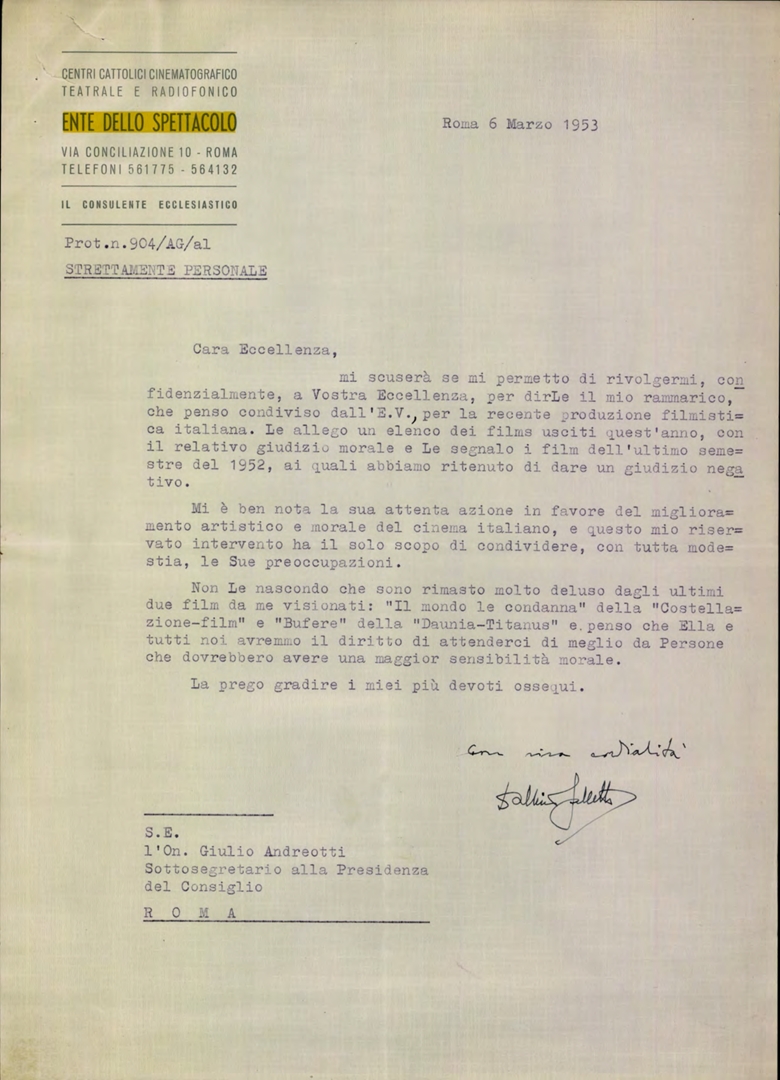 CENTRI CATTOLICI CINEMATOGRAFICO
TEATRALE E RADIOFONICO
ENTE DELLO SPETTACOLO
VIA CONCILIAZIONE 10 - ROMA
TELEFONI 561775 - 564132
IL CONSULENTE ECCLESIASTICO
Roma 6 Marzo 1953
Prot.n.904/AG/al
STRETTAMENTE PERSONALE
Cara Eccellenza,
mi scuserà se mi permetto di rivolgermi, con
fidenzialmente, a Vostra Eccellenza, per dirLe il mio rammarico,
che penso condiviso dall'E.V., per la recente produzione filmisti=
ca italiana. Le allego un elenco dei films usciti quest'anno, con
il relativo giudizio morale e Le segnalo i film dell'ultimo seme=
stre del 1952, ai quali abbiamo ritenuto di dare un giudizio nega
tivo.
Mi è ben nota la sua attenta azione in favore del migliora=
mento artistico e morale del cinema italiano, e questo mio riser=
vato intervento ha il solo scopo di condividere, con tutta mode=
stia, le Sue preoccupazioni.
Non Le nascondo che sono rimasto molto deluso dagli ultimi
due film da me visionati: "Il mondo le condanna" della "Costella=
zione-film" e "Bufere" della "Daunia-Titanus" e penso che Ella e
tutti noi avremmo il diritto di attenderci di meglio da Persone
che dovrebbero avere una maggior sensibilità morale.
La prego gradire i miei più devoti ossequi.
Con viva cordialità
Albino Galletto
S.E.
l'On. Giulio Andreotti
Sottosegretario alla Presidenza
del Consiglio
R O M A